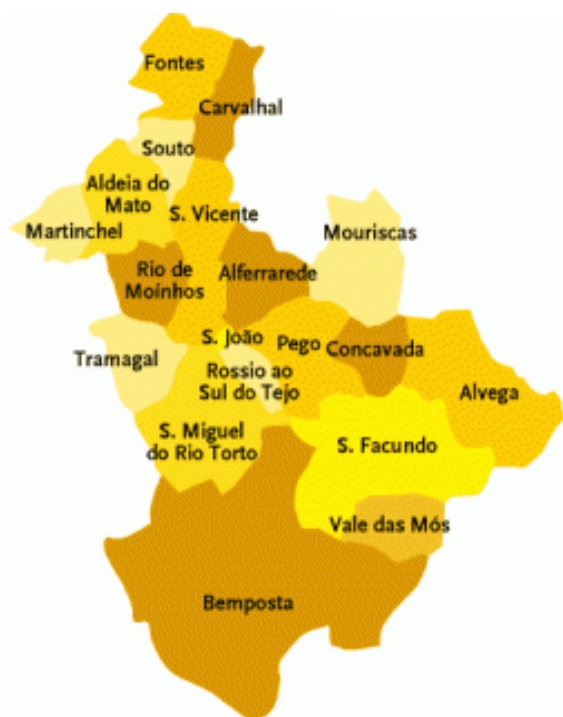 Fontes
Carvalhal
Souto
Aldeia do
Mato
S. Vicente
Martinchel
Mouriscas
Rio de
Moínhos
Alferrarede
S. João
Pego
Concavada
Tramagal
Rossio ao
Sul do Tejo
Alvega
S. Miguel
do Rio Torto
S. Facundo
Vale das Mós
Bemposta